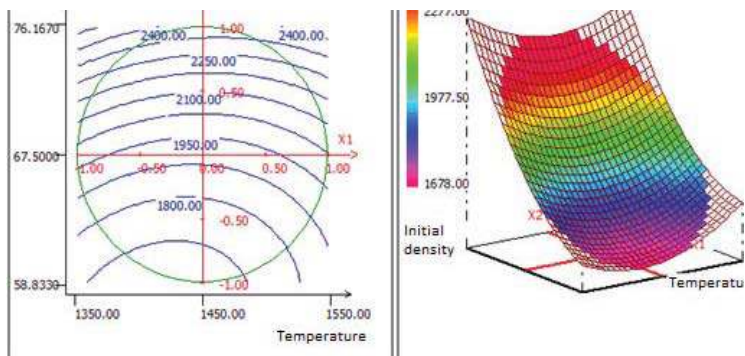 76.1670
2400.00 1.00 2400.00
2250.00
2100.00 0.50
1950.00 X1
67.5000
-1.00 -0.50 0.00 0.50 1.00
1800.00
-0.50
58.8330
-1.00
1350.00 1450.00 1550.00
Temperature
2277.00
1977.50
1678.00
X2
Initial
density
X1
Temperatu